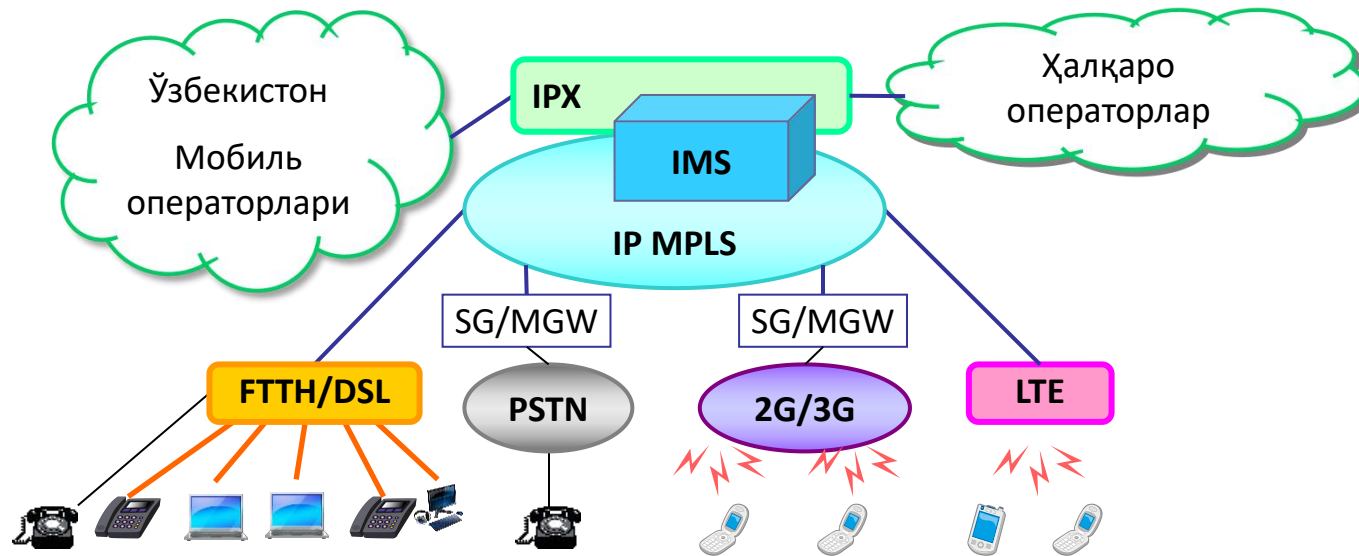 Ўзбекистон
Мобиль
операторлари
IPX
Ҳалқаро
операторлар
IMS
IP MPLS
SG/MGW
SG/MGW
FTTH/DSL
PSTN
2G/3G
LTE